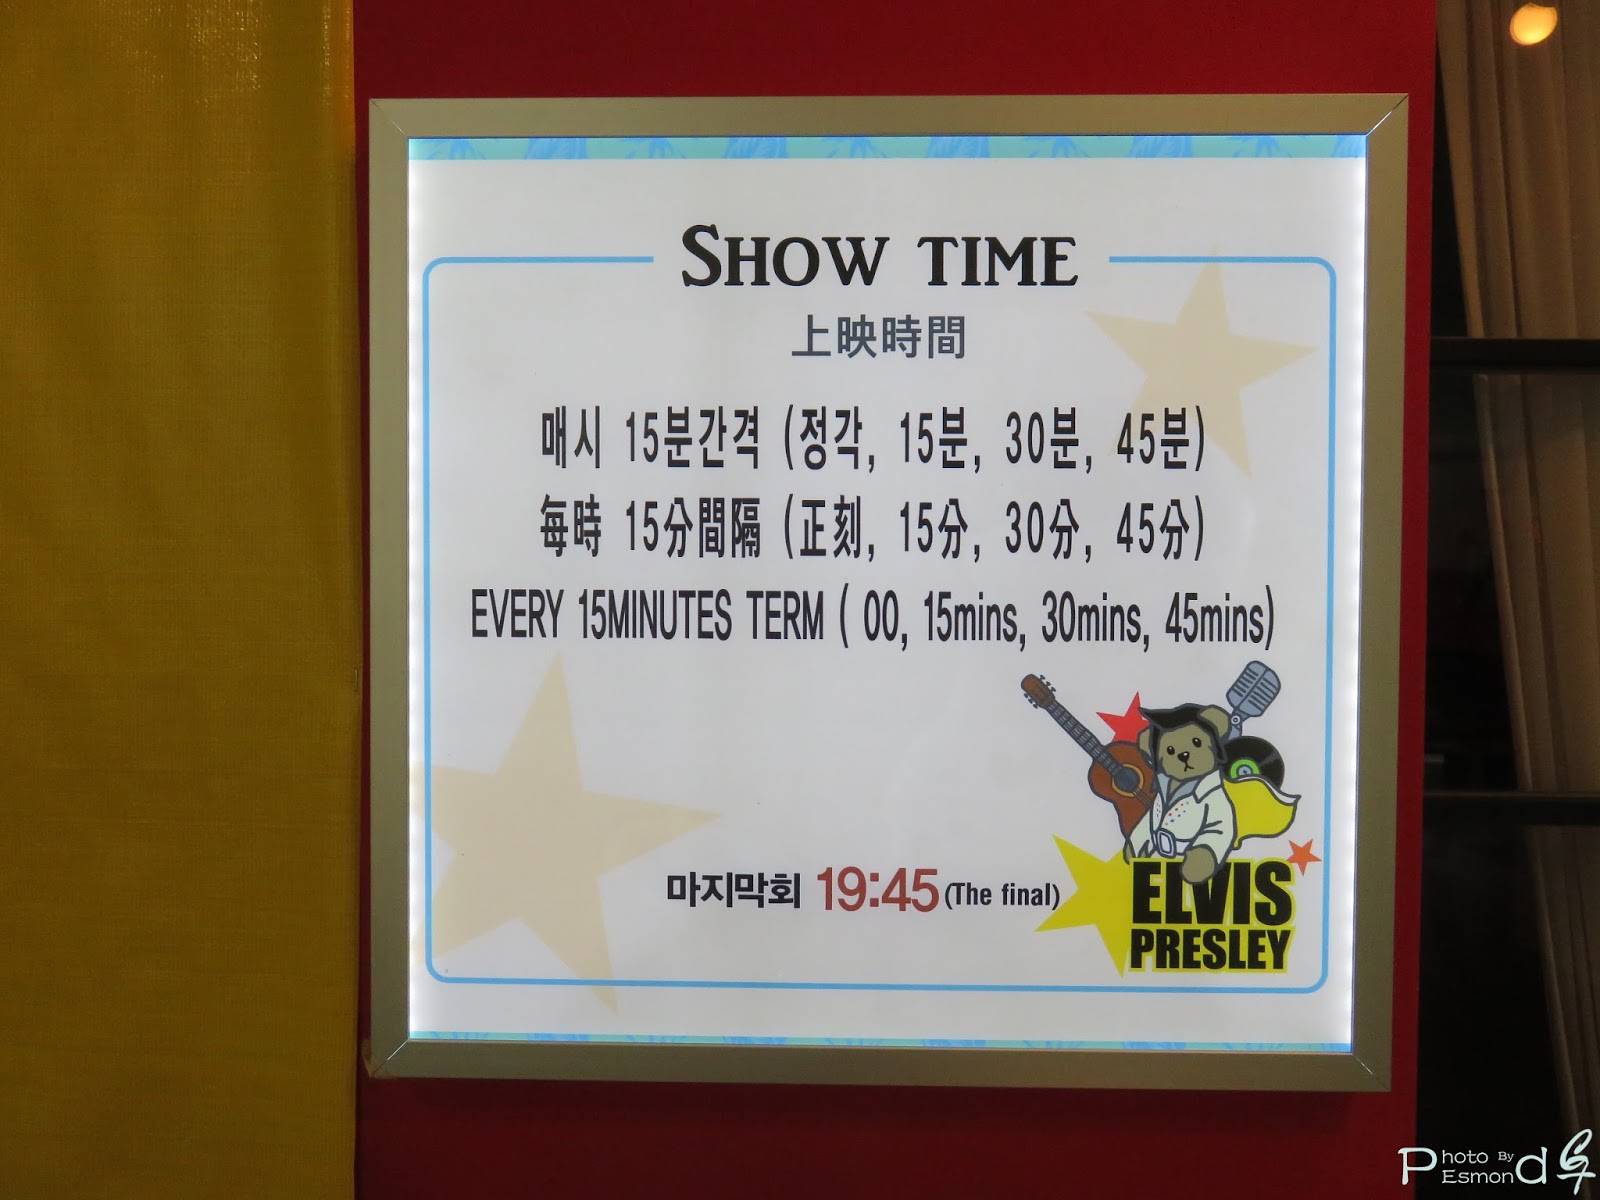 SHOW TIME
上映時間
매시 15분간격 (정각, 15분, 30분, 45분)
每時 15分間隔 (正刻, 15分, 30分, 45分)
EVERY 15MINUTES TERM ( 00, 15mins, 30mins, 45mins)
마지막회 19:45 (The final)
ELVIS
PRESLEY
Photo By
Esmond